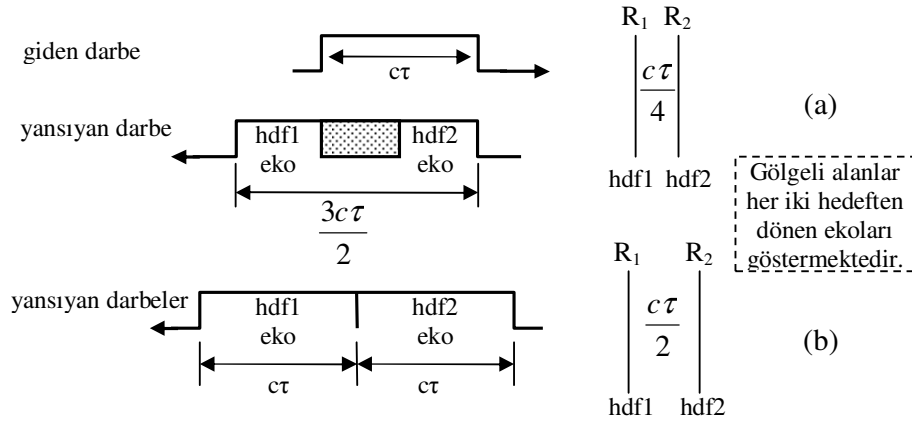 giden darbe
cτ
R1 R2
cτ/4
hdf1 hdf2
(a)
yansıyan darbe
hdf1 eko
hdf2 eko
3cτ/2
Gölgeli alanlar
her iki hedeften
dönen ekoları
göstermektedir.
yansıyan darbeler
hdf1 eko
hdf2 eko
cτ cτ
R1 R2
cτ/2
hdf1 hdf2
(b)